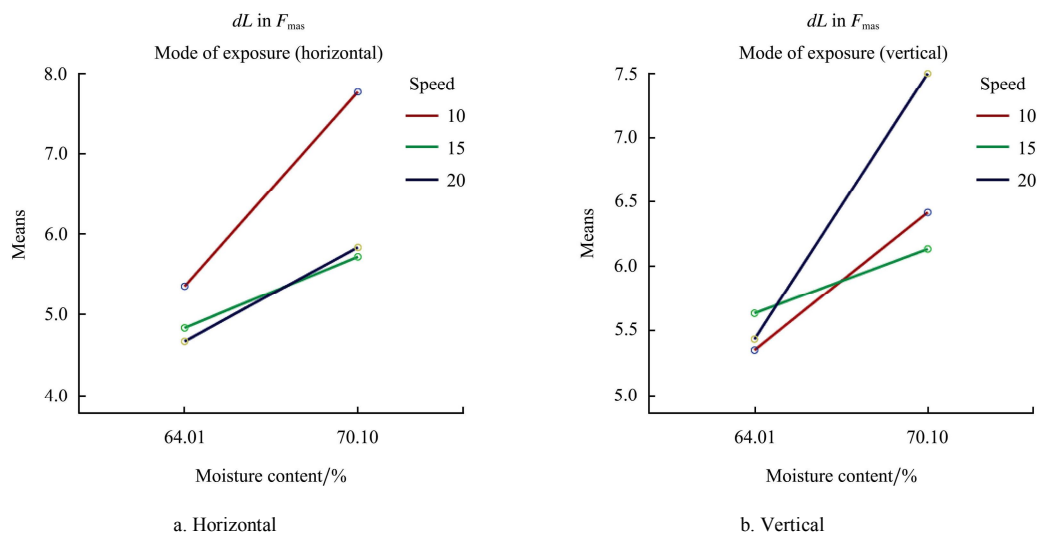 dL in Fmas
Mode of exposure (horizontal)
8.0
7.0
6.0
5.0
4.0
Means
Speed
10
15
20
64.01 70.10
Moisture content/%
a. Horizontal
dL in Fmas
Mode of exposure (vertical)
7.5
7.0
6.5
6.0
5.5
5.0
Means
Speed
10
15
20
64.01 70.10
Moisture content/%
b. Vertical